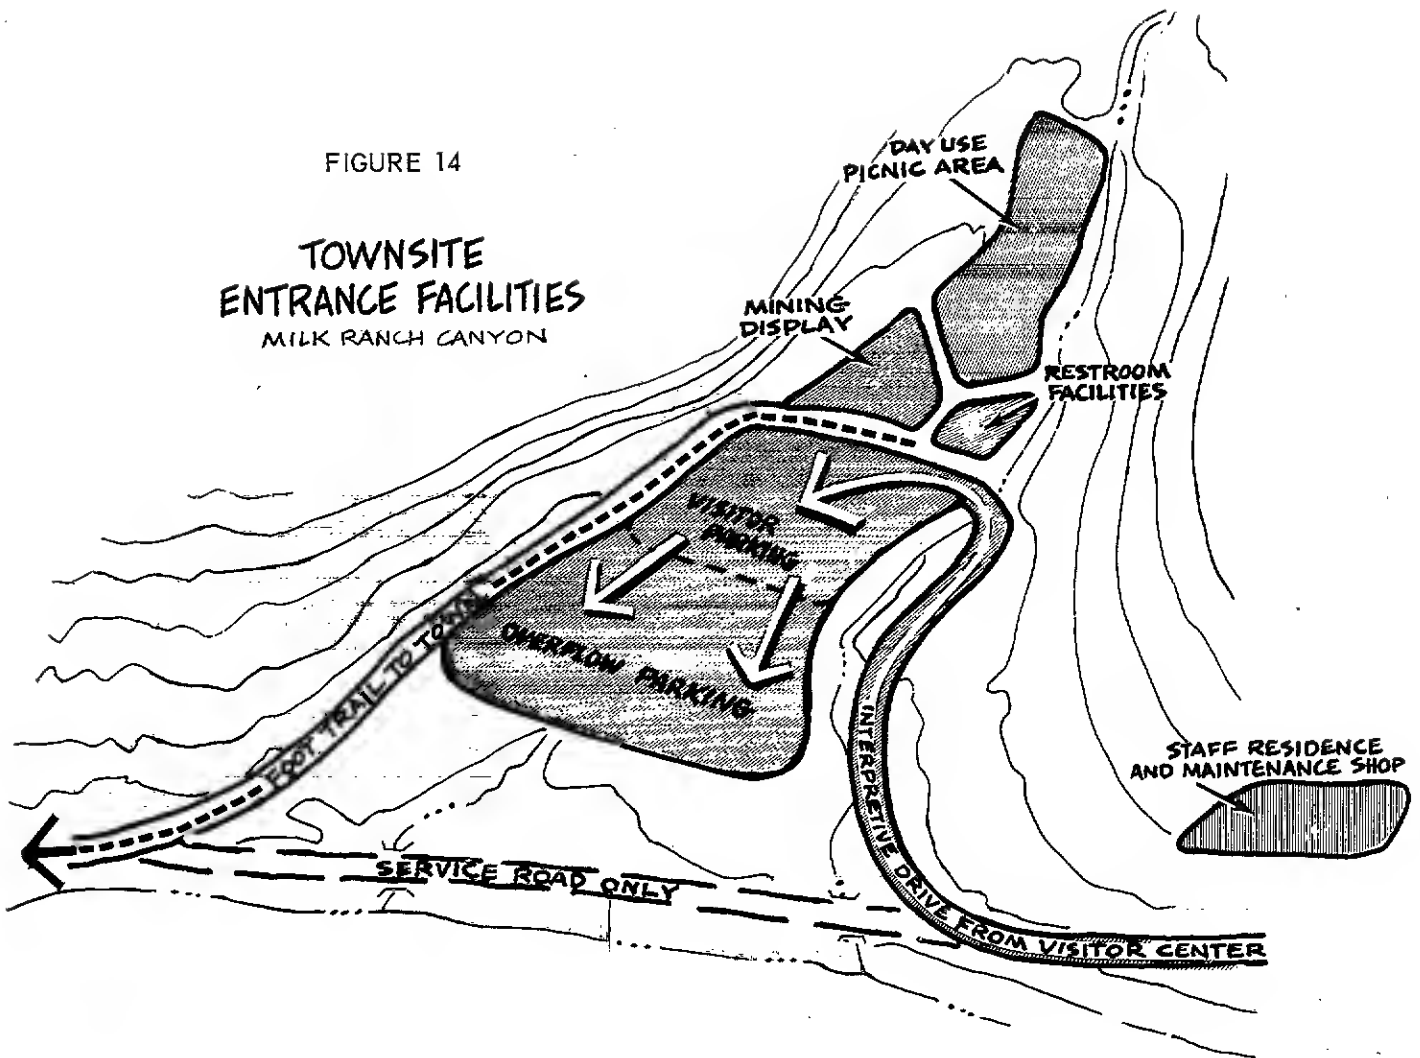 FIGURE 14
TOWNSITE
ENTRANCE FACILITIES
MILK RANCH CANYON
DAY USE
PICNIC AREA
MINING
DISPLAY
RESTROOM
FACILITIES
VISITOR
PARKING
OVERFLOW PARKING
FOOT TRAIL TO TOWN
STAFF RESIDENCE
AND MAINTENANCE SHOP
SERVICE ROAD ONLY
INTERPRETIVE DRIVE FROM VISITOR CENTER